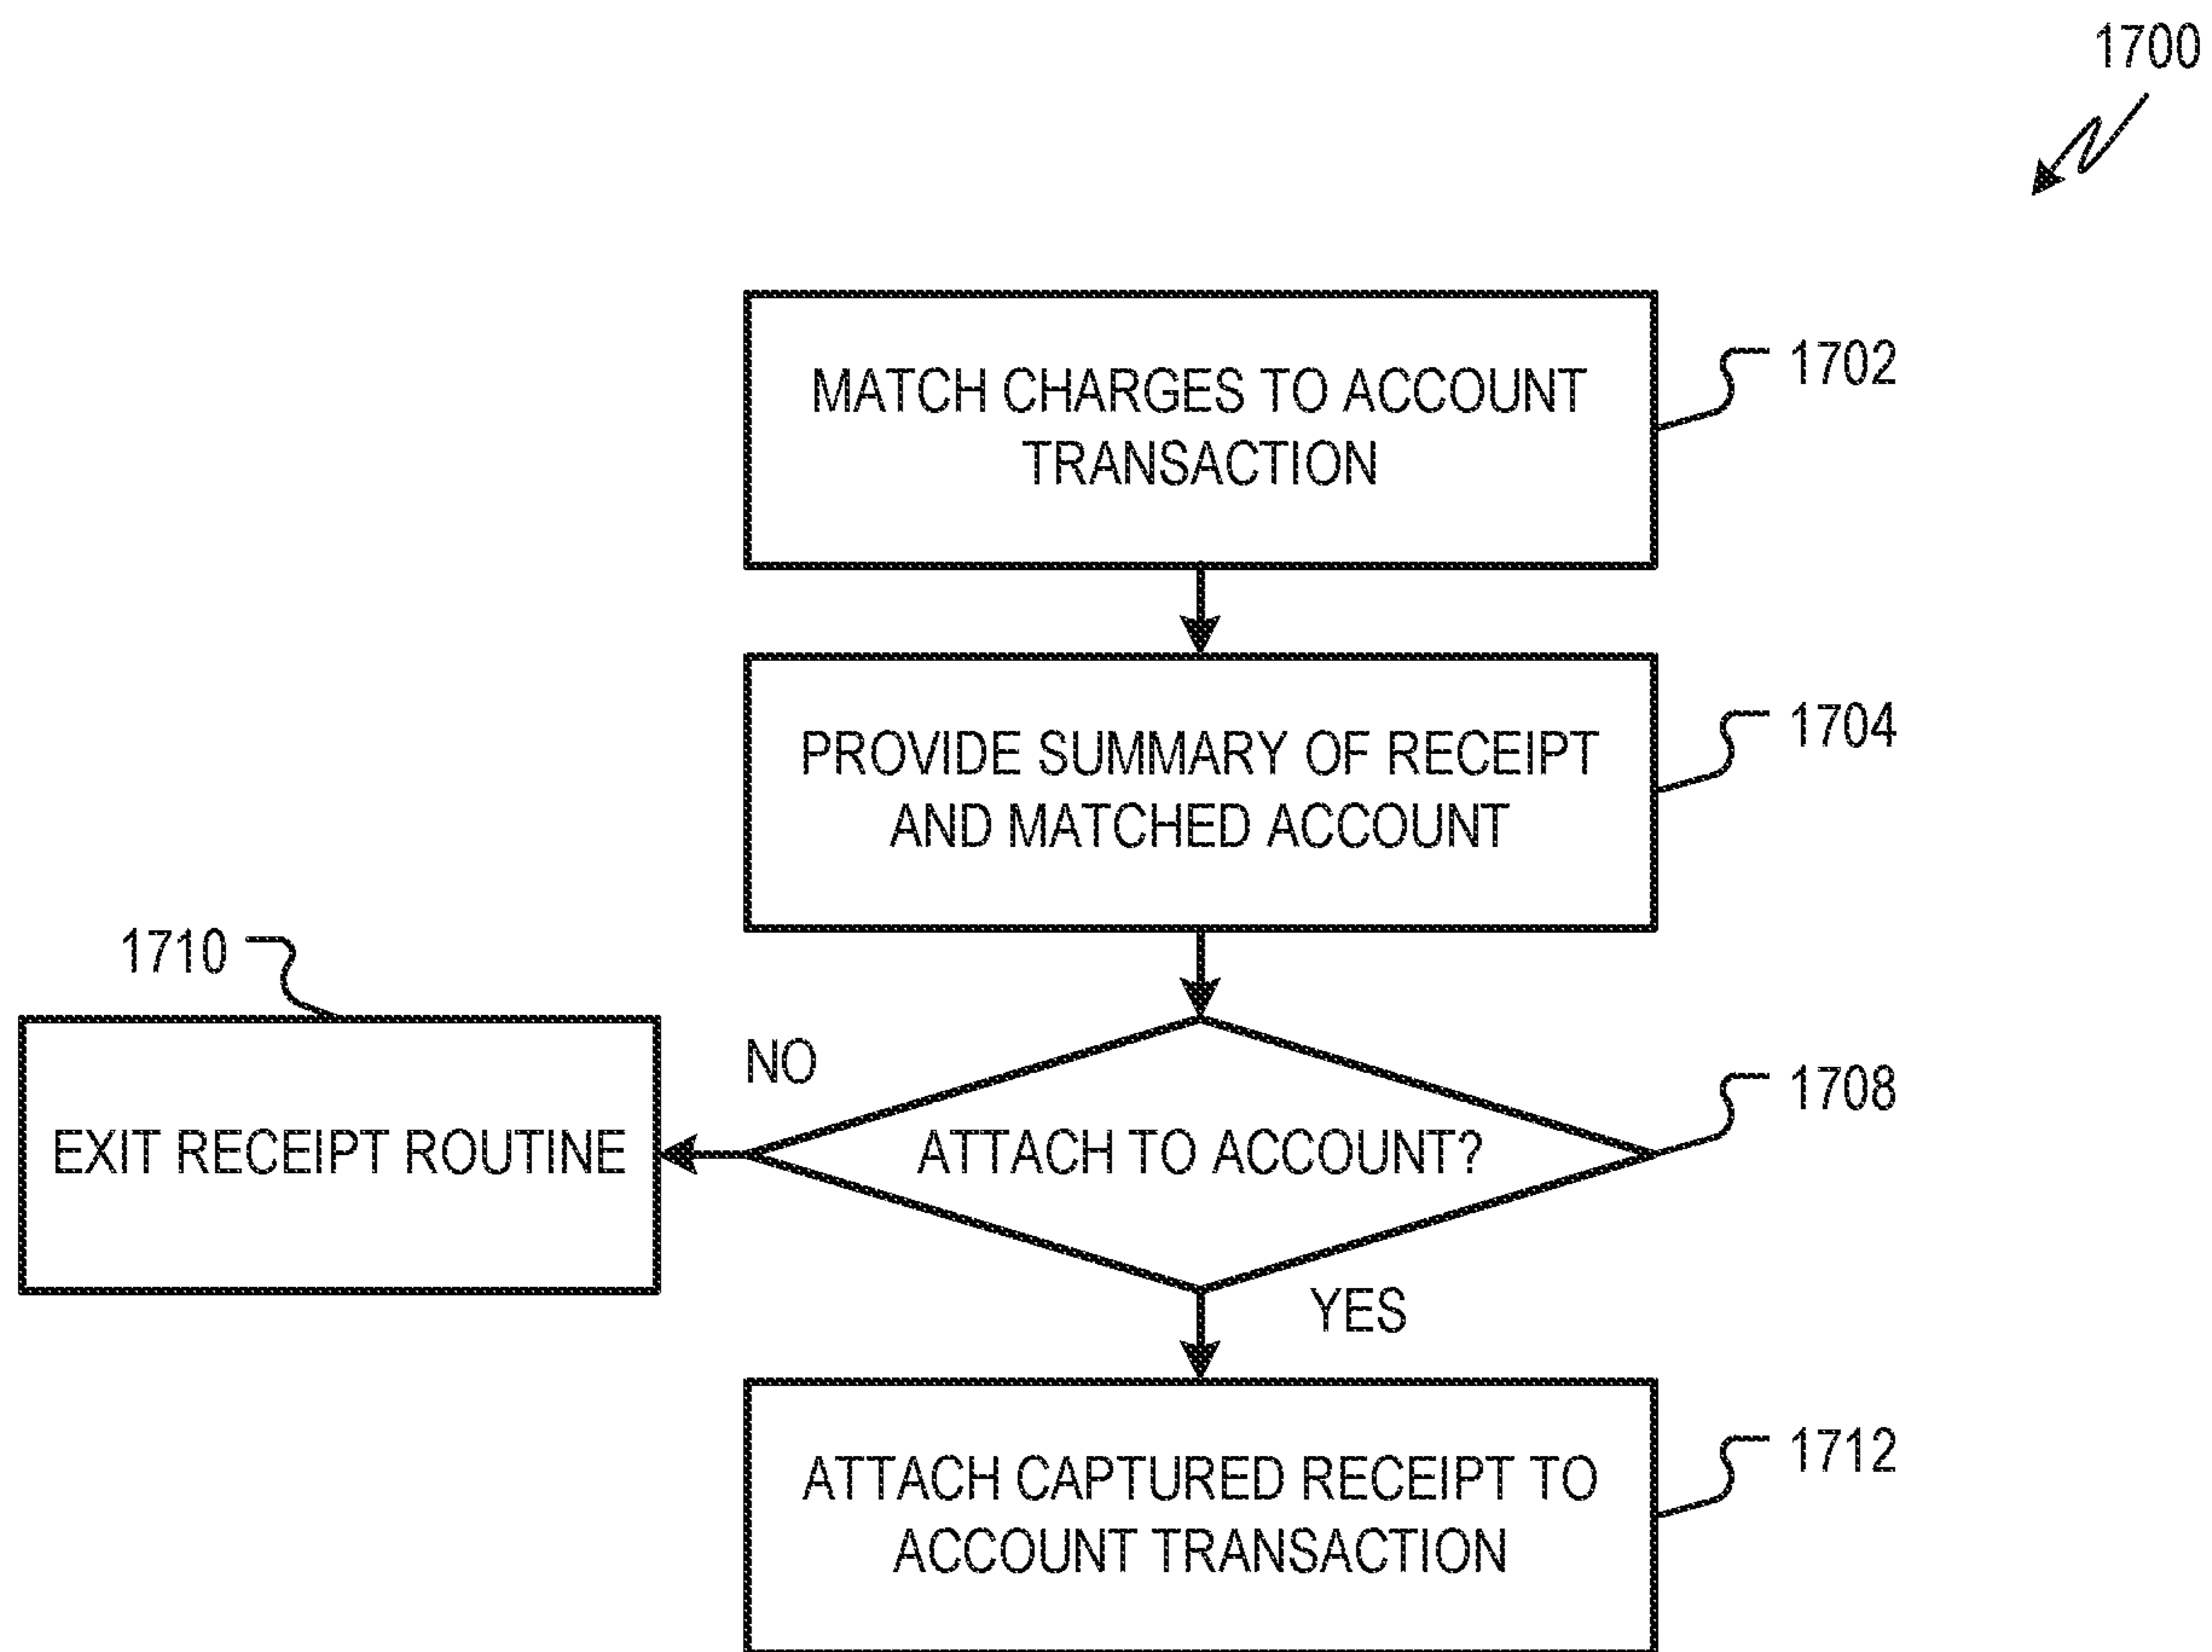 1700
MATCH CHARGES TO ACCOUNT
TRANSACTION
1702
PROVIDE SUMMARY OF RECEIPT
AND MATCHED ACCOUNT
1704
1710
EXIT RECEIPT ROUTINE
NO
ATTACH TO ACCOUNT?
1708
YES
ATTACH CAPTURED RECEIPT TO
ACCOUNT TRANSACTION
1712